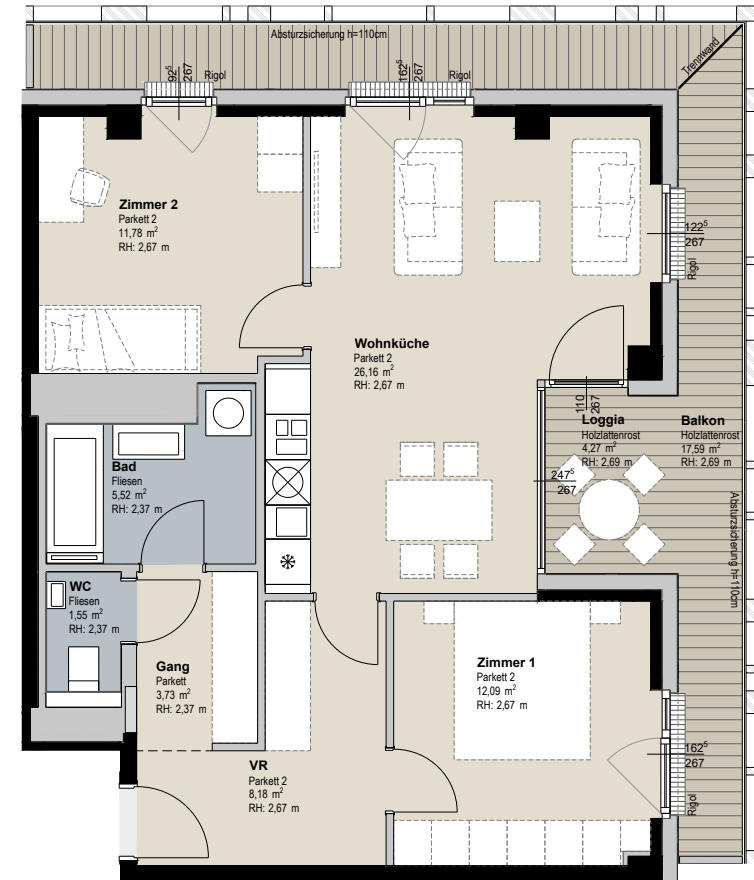 Absturzsicherung h=110cm
Trennwand
92⁵
267
Rigol
162⁵
267
Rigol
Zimmer 2
Parkett 2
11,78 m²
RH: 2,67 m
122⁵
267
Rigol
Wohnküche
Parkett 2
26,16 m²
RH: 2,67 m
110
267
Loggia
Holzlattenrost
4,27 m²
RH: 2,69 m
Balkon
Holzlattenrost
17,59 m²
RH: 2,69 m
Bad
Fliesen
5,52 m²
RH: 2,37 m
247⁵
267
Absturzsicherung h=110cm
WC
Fliesen
1,55 m²
RH: 2,37 m
Gang
Parkett
3,73 m²
RH: 2,37 m
Zimmer 1
Parkett 2
12,09 m²
RH: 2,67 m
162⁵
267
Rigol
VR
Parkett 2
8,18 m²
RH: 2,67 m